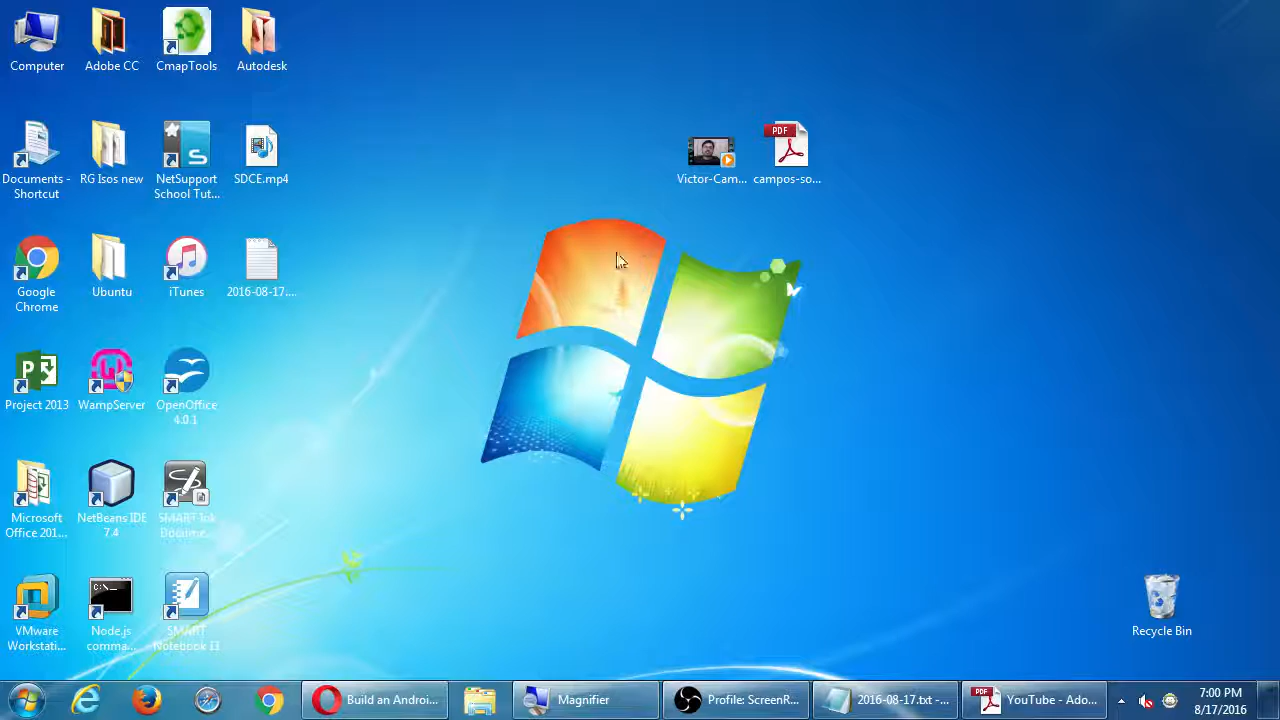 Computer
Adobe CC
CmapTools
Autodesk
Documents -
Shortcut
RG Isos new
NetSupport
School Tut...
SDCE.mp4
PDF
Victor-Cam...
campos-so...
Google
Chrome
Ubuntu
iTunes
2016-08-17....
Project 2013
WampServer
OpenOffice
4.0.1
Microsoft
Office 201...
NetBeans IDE
7.4
SMART Ink
Docume...
C:\_
VMware
Workstati...
Node.js
comma...
SMART
Notebook 11
Recycle Bin
Build an Androi...
Magnifier
Profile: ScreenR...
2016-08-17.txt -...
PDF
YouTube - Ado...
7:00 PM
8/17/2016